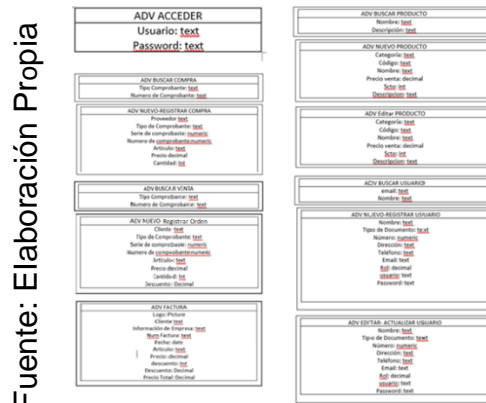 Fuente: Elaboración Propia
ADV ACCEDER
Usuario: text
Password: text
ADV BUSCAR COMPRA
Tipo Comprobante: text
Numero de Comprobante: text
ADV NUEVO-REGISTRAR COMPRA
Proveedor text
Tipo de Comprobante: text
Serie de comprobaste: numeric
Numero de comprobante:numeric
Articulo: text
Precio decimal
Cantidad: int
ADV BUSCAR VENTA
Tipo Comprobante: text
Numero de Comprobante: text
ADV NUEVO- Registrar Orden
Cliente: text
Tipo de Comprobante: text
Serie de comprobaste: numeric
Numero de comprobante:numeric
Articulo: text
Precio decimal
Cantidad: int
Descuento: Decimal
ADV FACTURA
Logo: Picture
Cliente text
Información de Empresa: text
Num Factura: text
Fecha: date
Articulo: text
Precio: decimal
descuento: int
Descuento: Decimal
Precio Total: Decimal
ADV BUSCAR PRODUCTO
Nombre: text
Descripción: text
ADV NUEVO PRODUCTO
Categoría: text
Código: text
Nombre: text
Precio venta: decimal
Scto: int
Descripcion: text
ADV Editar PRODUCTO
Categoría: text
Código: text
Nombre: text
Precio venta: decimal
Scto: int
Descripcion: text
ADV BUSCAR USUARIO
email: text
Nombre: text
ADV NUEVO-REGISTRAR USUARIO
Nombre: text
Tipo de Documento: text
Número: numeric
Dirección: text
Teléfono: text
Email: text
Rol: decimal
usuario: text
Password: text
ADV EDITAR- ACTUALIZAR USUARIO
Nombre: text
Tipo de Documento: text
Número: numeric
Dirección: text
Teléfono: text
Email: text
Rol: decimal
usuario: text
Password: text